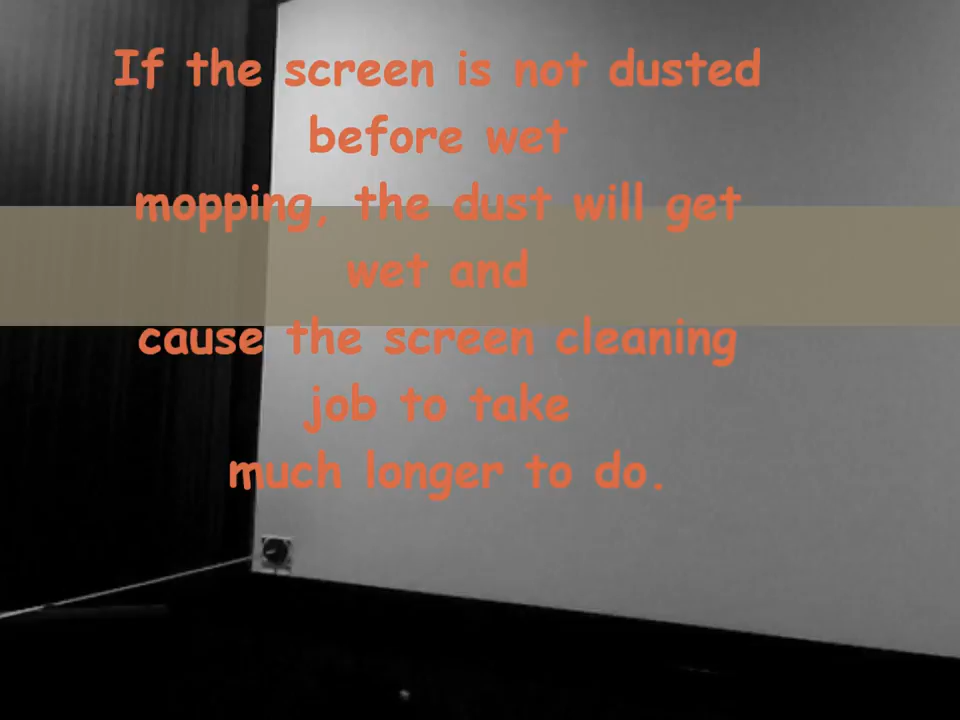 If the screen is not dusted
before wet
mopping, the dust will get
wet and
cause the screen cleaning
job to take
much longer to do.